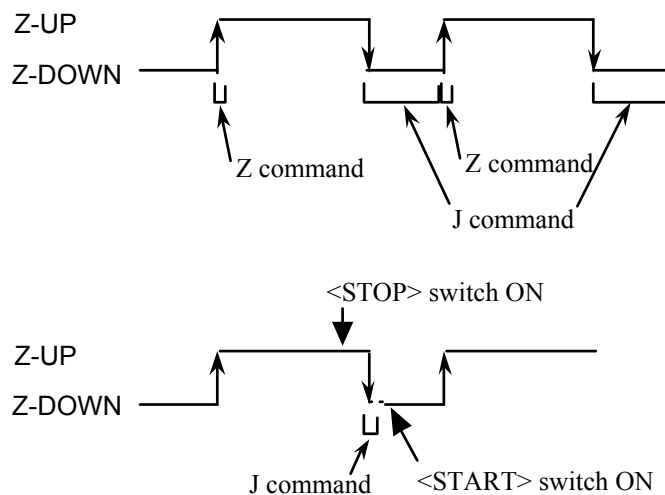 Z-UP
Z-DOWN
Z command
Z command
J command
<STOP> switch ON
Z-UP
Z-DOWN
J command
<START> switch ON